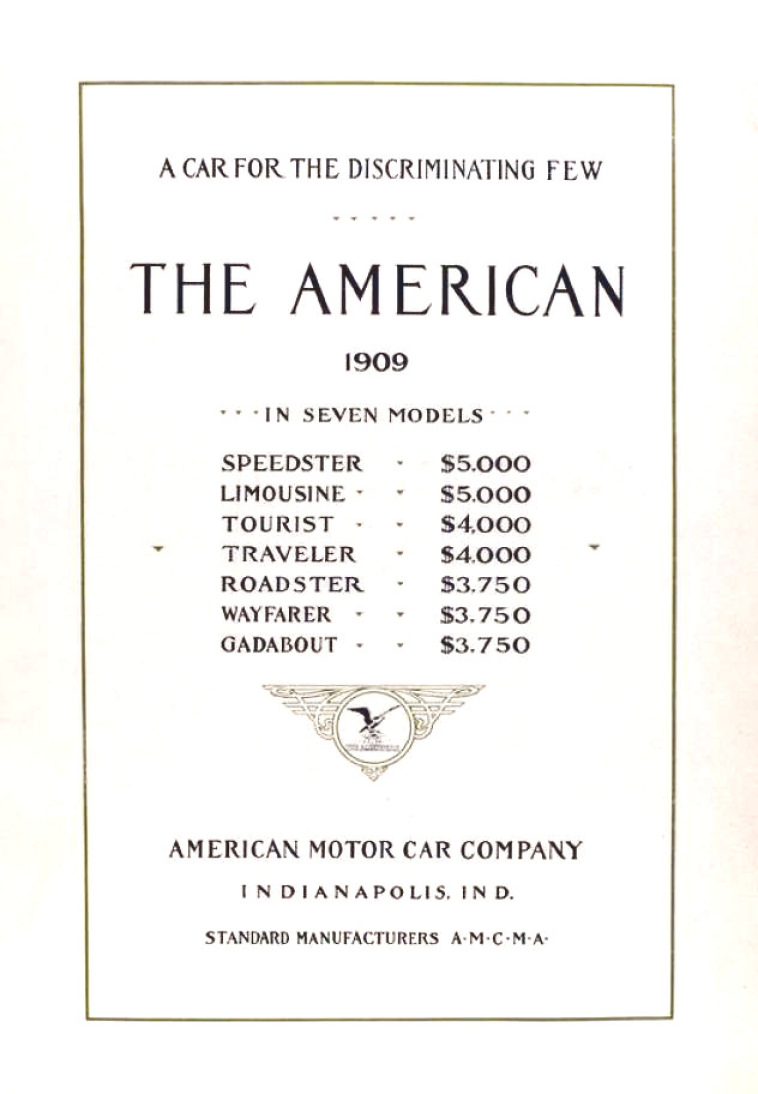 A CAR FOR THE DISCRIMINATING FEW
THE AMERICAN
1909
IN SEVEN MODELS
SPEEDSTER - $5.000
LIMOUSINE - - $5.000
TOURIST - - $4,000
TRAVELER - $4.000
ROADSTER - $3.750
WAYFARER - - $3.750
GADABOUT - - $3.750
AMERICAN MOTOR CAR COMPANY
INDIANAPOLIS, IND.
STANDARD MANUFACTURERS A·M·C·M·A·